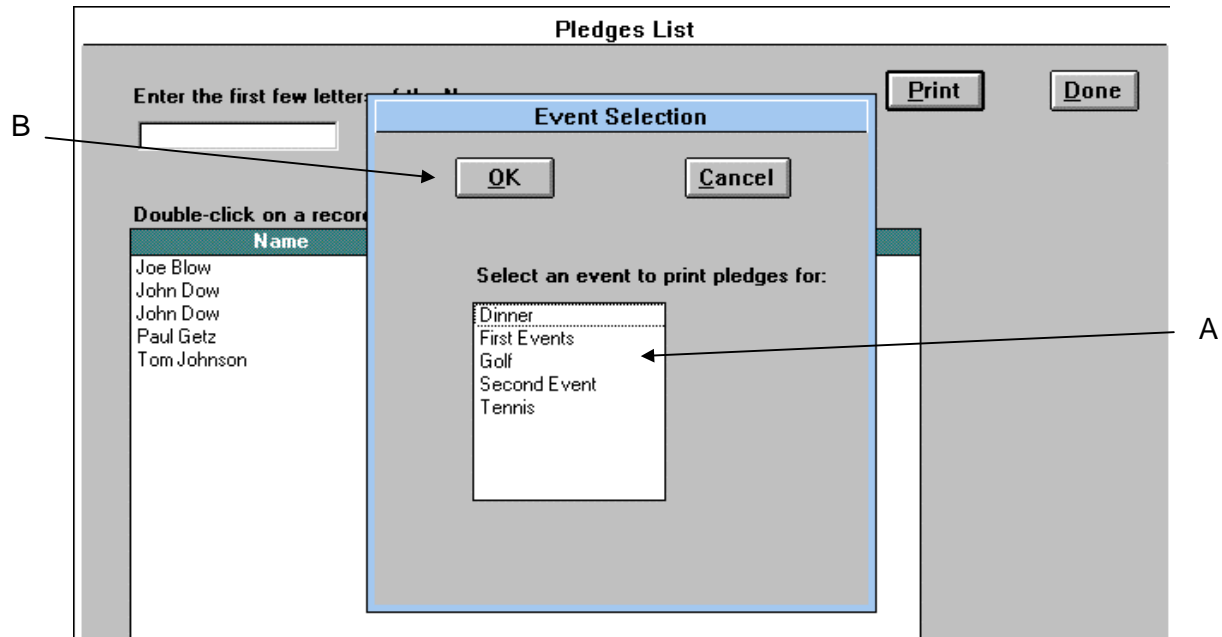 Pledges List
Enter the first few letters
Print
Done
B
Event Selection
OK
Cancel
Double-click on a record
Name
Joe Blow
John Dow
John Dow
Paul Getz
Tom Johnson
Select an event to print pledges for:
Dinner
First Events
Golf
Second Event
Tennis
A